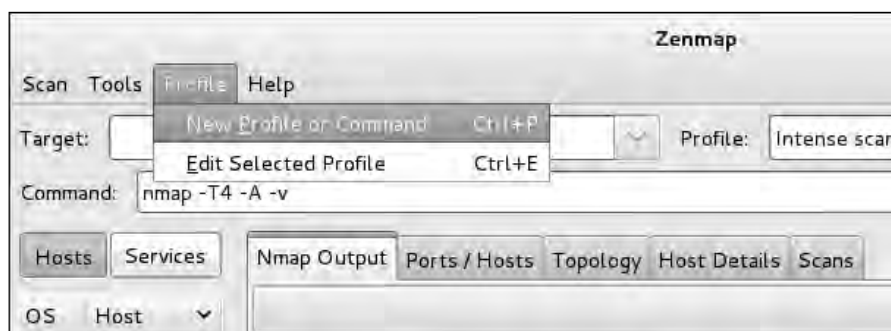 Zenmap
Scan Tools Profile Help
New Profile or Command Ctrl+P
Target: Profile: Intense scan
Edit Selected Profile Ctrl+E
Command: nmap -T4 -A -v
Hosts Services Nmap Output Ports / Hosts Topology Host Details Scans
OS Host